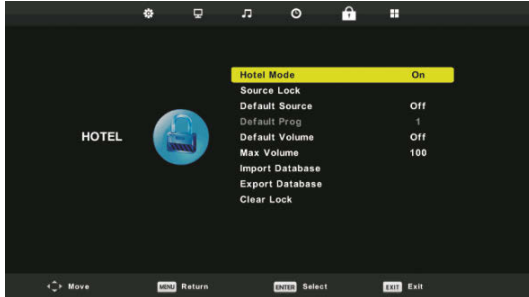 Hotel Mode On
Source Lock
Default Source Off
Default Prog 1
Default Volume Off
Max Volume 100
Import Database
Export Database
Clear Lock
HOTEL
Move MENU Return ENTER Select EXIT Exit